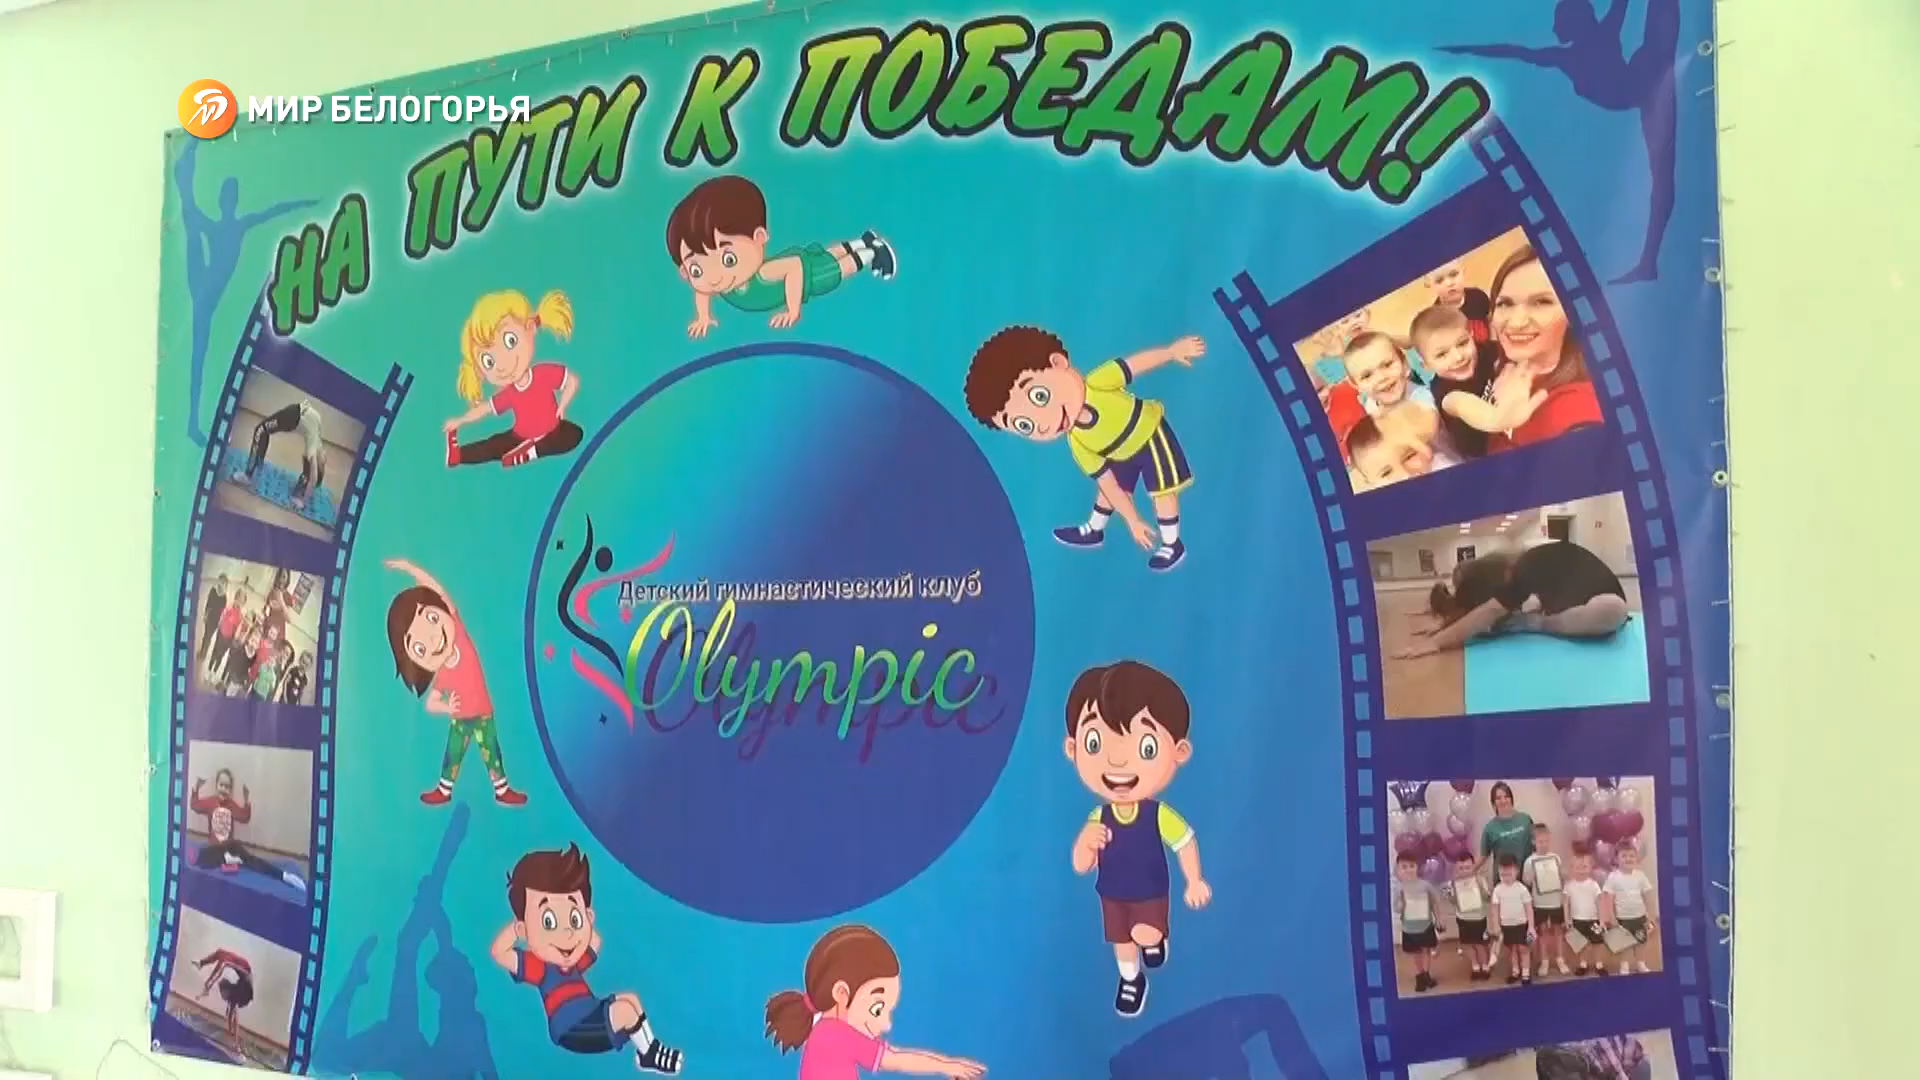 МИР БЕЛОГОРЬЯ
НА ПУТИ К ПОБЕДАМ!
Детский гимнастический клуб
Olympic